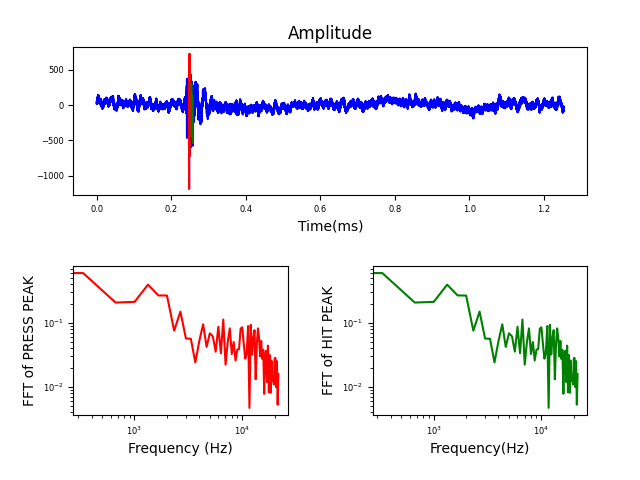 Amplitude
500
0
−500
−1000
0.0 0.2 0.4 0.6 0.8 1.0 1.2
Time(ms)
FFT of PRESS PEAK
10⁻¹
10⁻²
10³ 10⁴
Frequency (Hz)
FFT of HIT PEAK
10⁻¹
10⁻²
10³ 10⁴
Frequency(Hz)